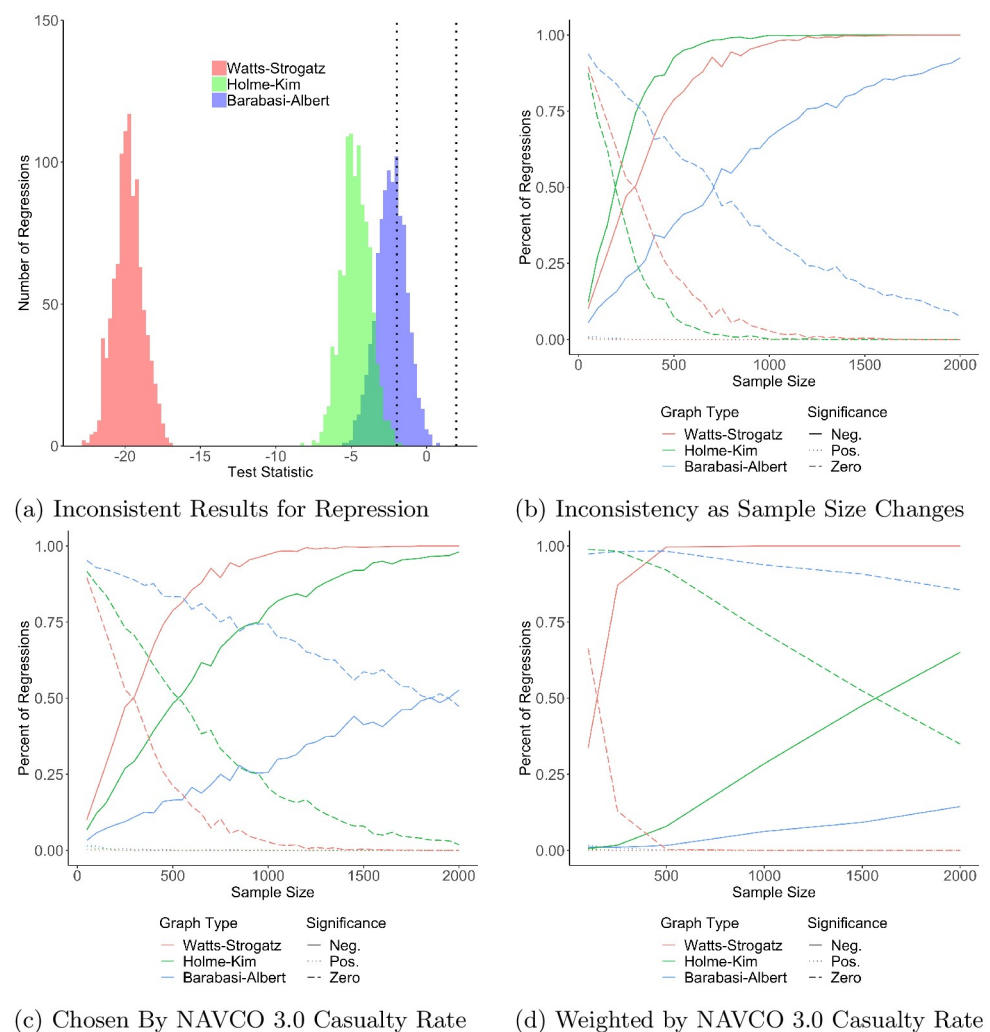 150
100
50
0
Number of Regressions
Watts-Strogatz
Holme-Kim
Barabasi-Albert
-20 -15 -10 -5 0
Test Statistic
(a) Inconsistent Results for Repression
1.00
0.75
0.50
0.25
0.00
Percent of Regressions
0 500 1000 1500 2000
Sample Size
Graph Type Significance
Watts-Strogatz Neg.
Holme-Kim Pos.
Barabasi-Albert Zero
(b) Inconsistency as Sample Size Changes
1.00
0.75
0.50
0.25
0.00
Percent of Regressions
0 500 1000 1500 2000
Sample Size
Graph Type Significance
Watts-Strogatz Neg.
Holme-Kim Pos.
Barabasi-Albert Zero
(c) Chosen By NAVCO 3.0 Casualty Rate
1.00
0.75
0.50
0.25
0.00
Percent of Regressions
500 1000 1500 2000
Sample Size
Graph Type Significance
Watts-Strogatz Neg.
Holme-Kim Pos.
Barabasi-Albert Zero
(d) Weighted by NAVCO 3.0 Casualty Rate